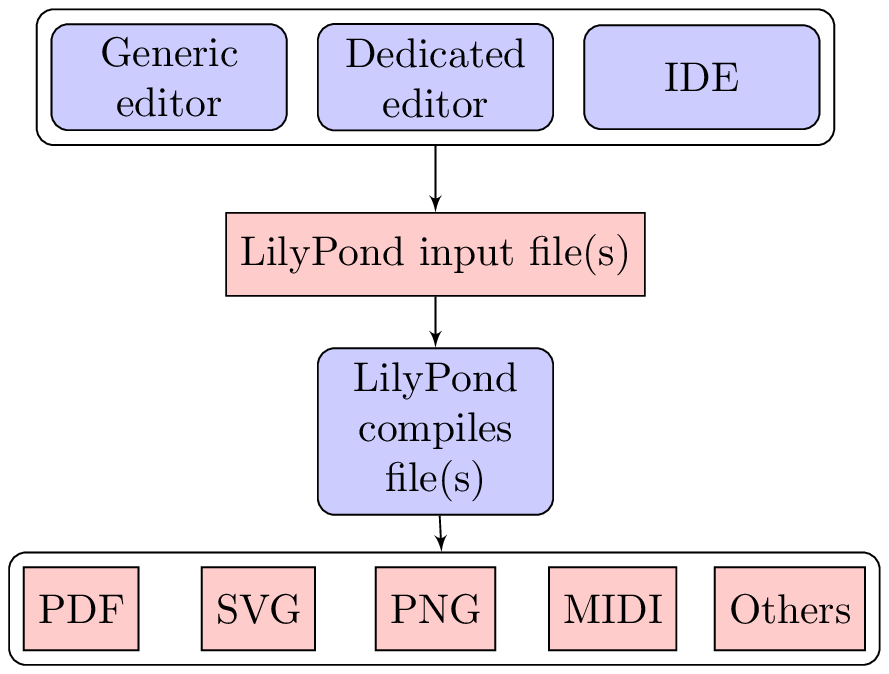 Generic
editor
Dedicated
editor
IDE
LilyPond input file(s)
LilyPond
compiles
file(s)
PDF
SVG
PNG
MIDI
Others